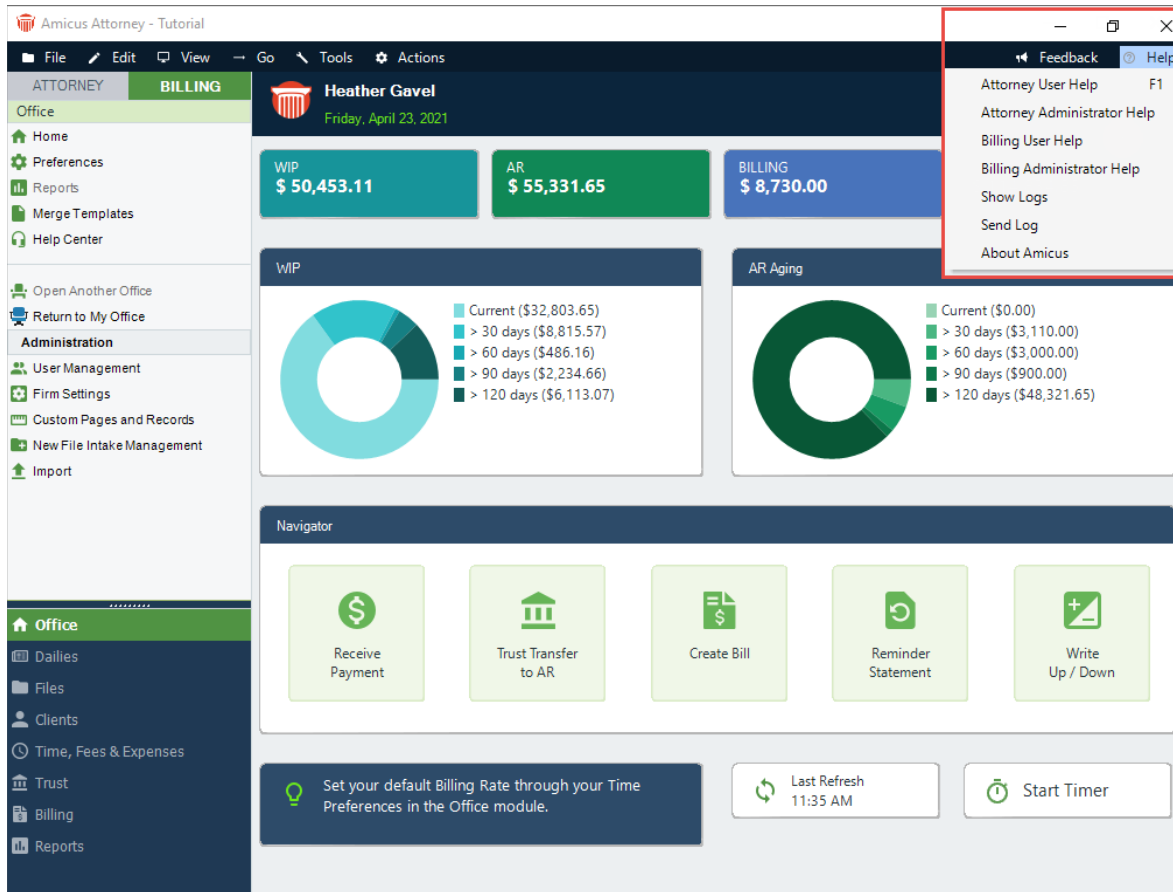 Amicus Attorney - Tutorial
File Edit View Go Tools Actions Feedback Help
ATTORNEY BILLING
Office
Home
Preferences
Reports
Merge Templates
Help Center
Open Another Office
Return to My Office
Administration
User Management
Firm Settings
Custom Pages and Records
New File Intake Management
Import
Office
Dailies
Files
Clients
Time, Fees & Expenses
Trust
Billing
Reports
Heather Gavel
Friday, April 23, 2021
WIP
$ 50,453.11
AR
$ 55,331.65
BILLING
$ 8,730.00
Attorney User Help F1
Attorney Administrator Help
Billing User Help
Billing Administrator Help
Show Logs
Send Log
About Amicus
WIP
Current ($32,803.65)
> 30 days ($8,815.57)
> 60 days ($486.16)
> 90 days ($2,234.66)
> 120 days ($6,113.07)
AR Aging
Current ($0.00)
> 30 days ($3,110.00)
> 60 days ($3,000.00)
> 90 days ($900.00)
> 120 days ($48,321.65)
Navigator
Receive
Payment
Trust Transfer
to AR
Create Bill
Reminder
Statement
Write
Up / Down
Set your default Billing Rate through your Time
Preferences in the Office module.
Last Refresh
11:35 AM
Start Timer